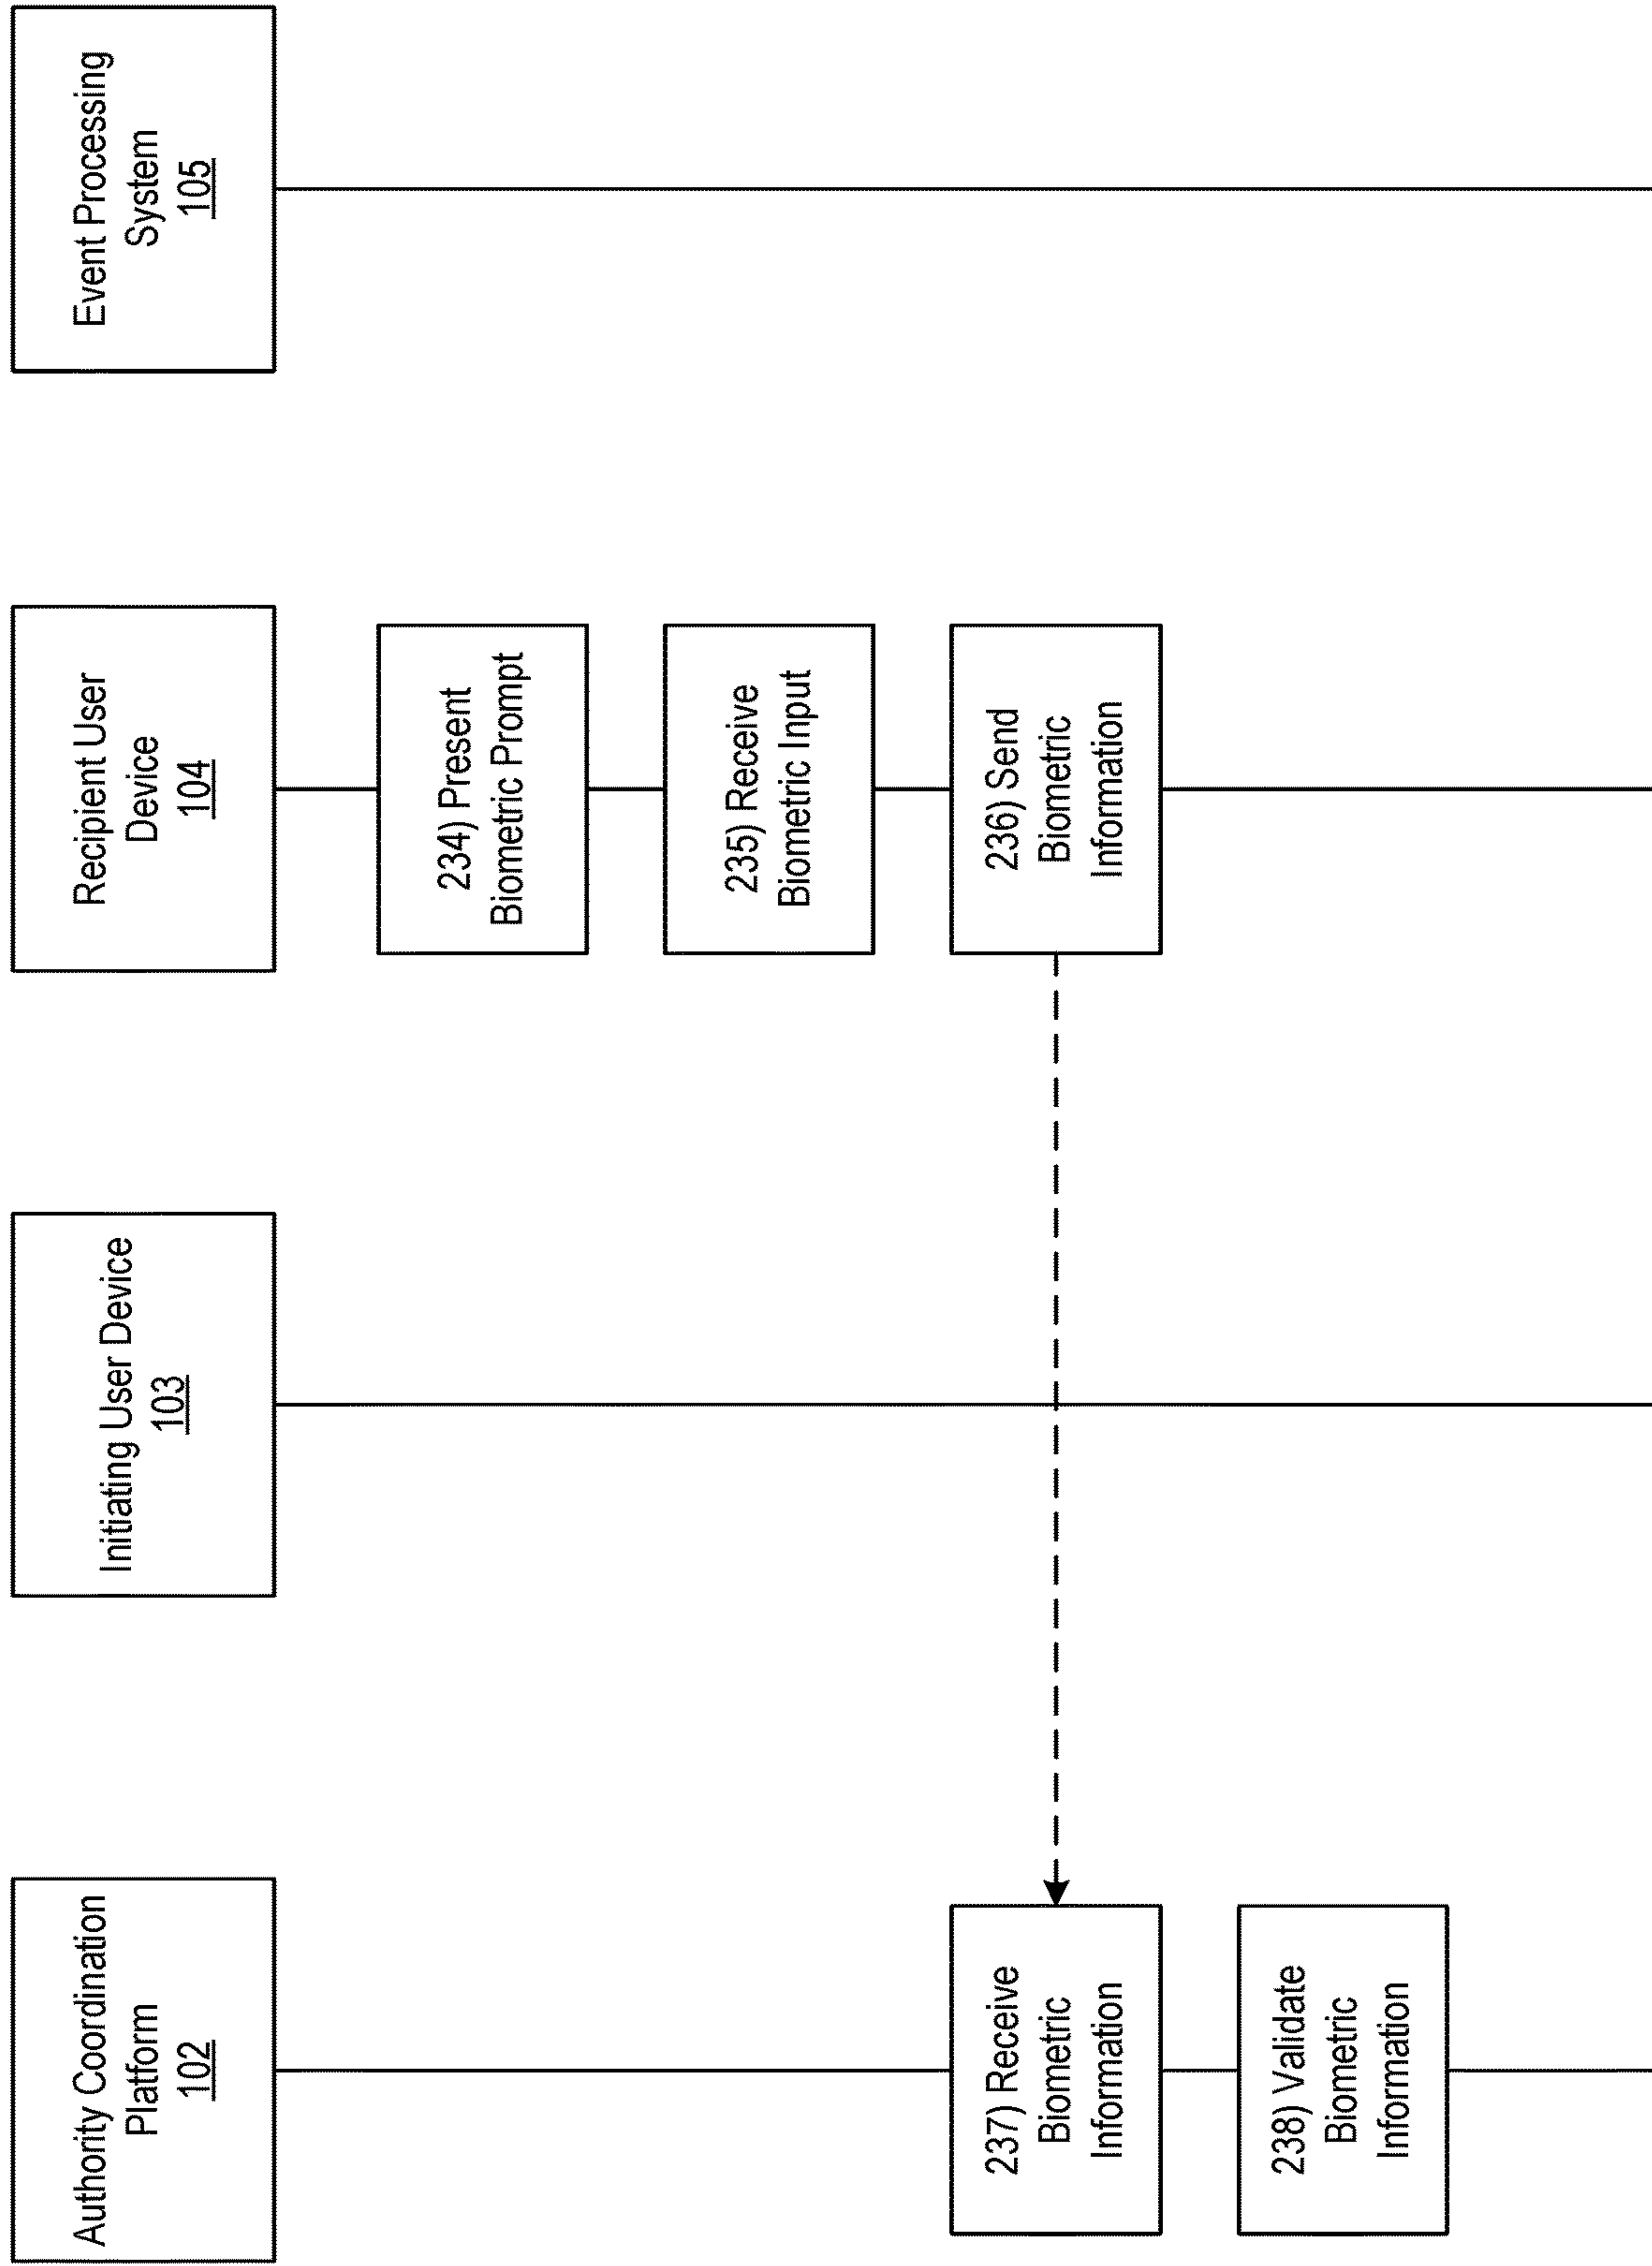 Authority Coordination
Platform
102
Initiating User Device
103
Recipient User
Device
104
Event Processing
System
105
234) Present
Biometric Prompt
235) Receive
Biometric Input
236) Send
Biometric
Information
237) Receive
Biometric
Information
238) Validate
Biometric
Information